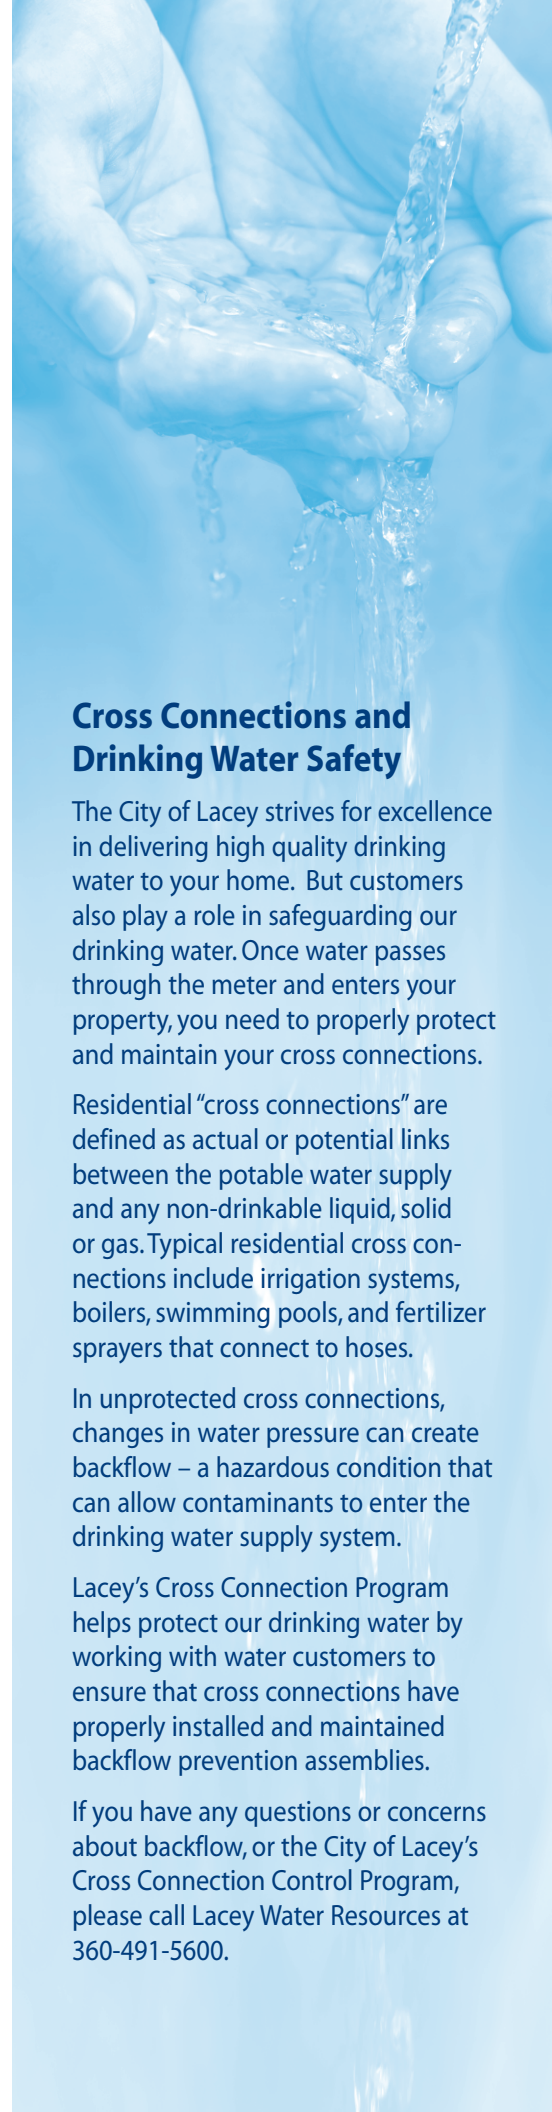 Cross Connections and
Drinking Water Safety
The City of Lacey strives for excellence
in delivering high quality drinking
water to your home.  But customers
also play a role in safeguarding our
drinking water. Once water passes
through the meter and enters your
property, you need to properly protect
and maintain your cross connections.
Residential “cross connections” are
defined as actual or potential links
between the potable water supply
and any non-drinkable liquid, solid
or gas. Typical residential cross con-
nections include irrigation systems,
boilers, swimming pools, and fertilizer
sprayers that connect to hoses.
In unprotected cross connections,
changes in water pressure can create
backflow – a hazardous condition that
can allow contaminants to enter the
drinking water supply system.
Lacey’s Cross Connection Program
helps protect our drinking water by
working with water customers to
ensure that cross connections have
properly installed and maintained
backflow prevention assemblies.
If you have any questions or concerns
about backflow, or the City of Lacey’s
Cross Connection Control Program,
please call Lacey Water Resources at
360-491-5600.